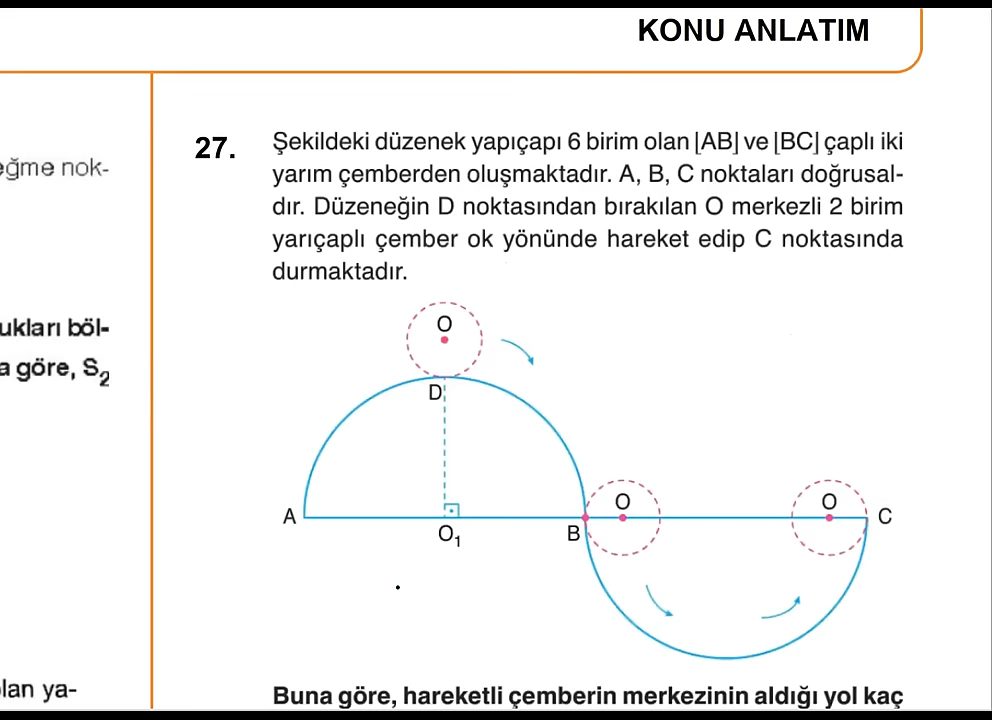 KONU ANLATIM
eğme nok-
ukları böl-
a göre, S2
lan ya-
27. Şekildeki düzenek yapıçapı 6 birim olan [AB] ve [BC] çaplı iki
yarım çemberden oluşmaktadır. A, B, C noktaları doğrusal-
dır. Düzeneğin D noktasından bırakılan O merkezli 2 birim
yarıçaplı çember ok yönünde hareket edip C noktasında
durmaktadır.
O
D
O O
A C
O1 B
Buna göre, hareketli çemberin merkezinin aldığı yol kaç